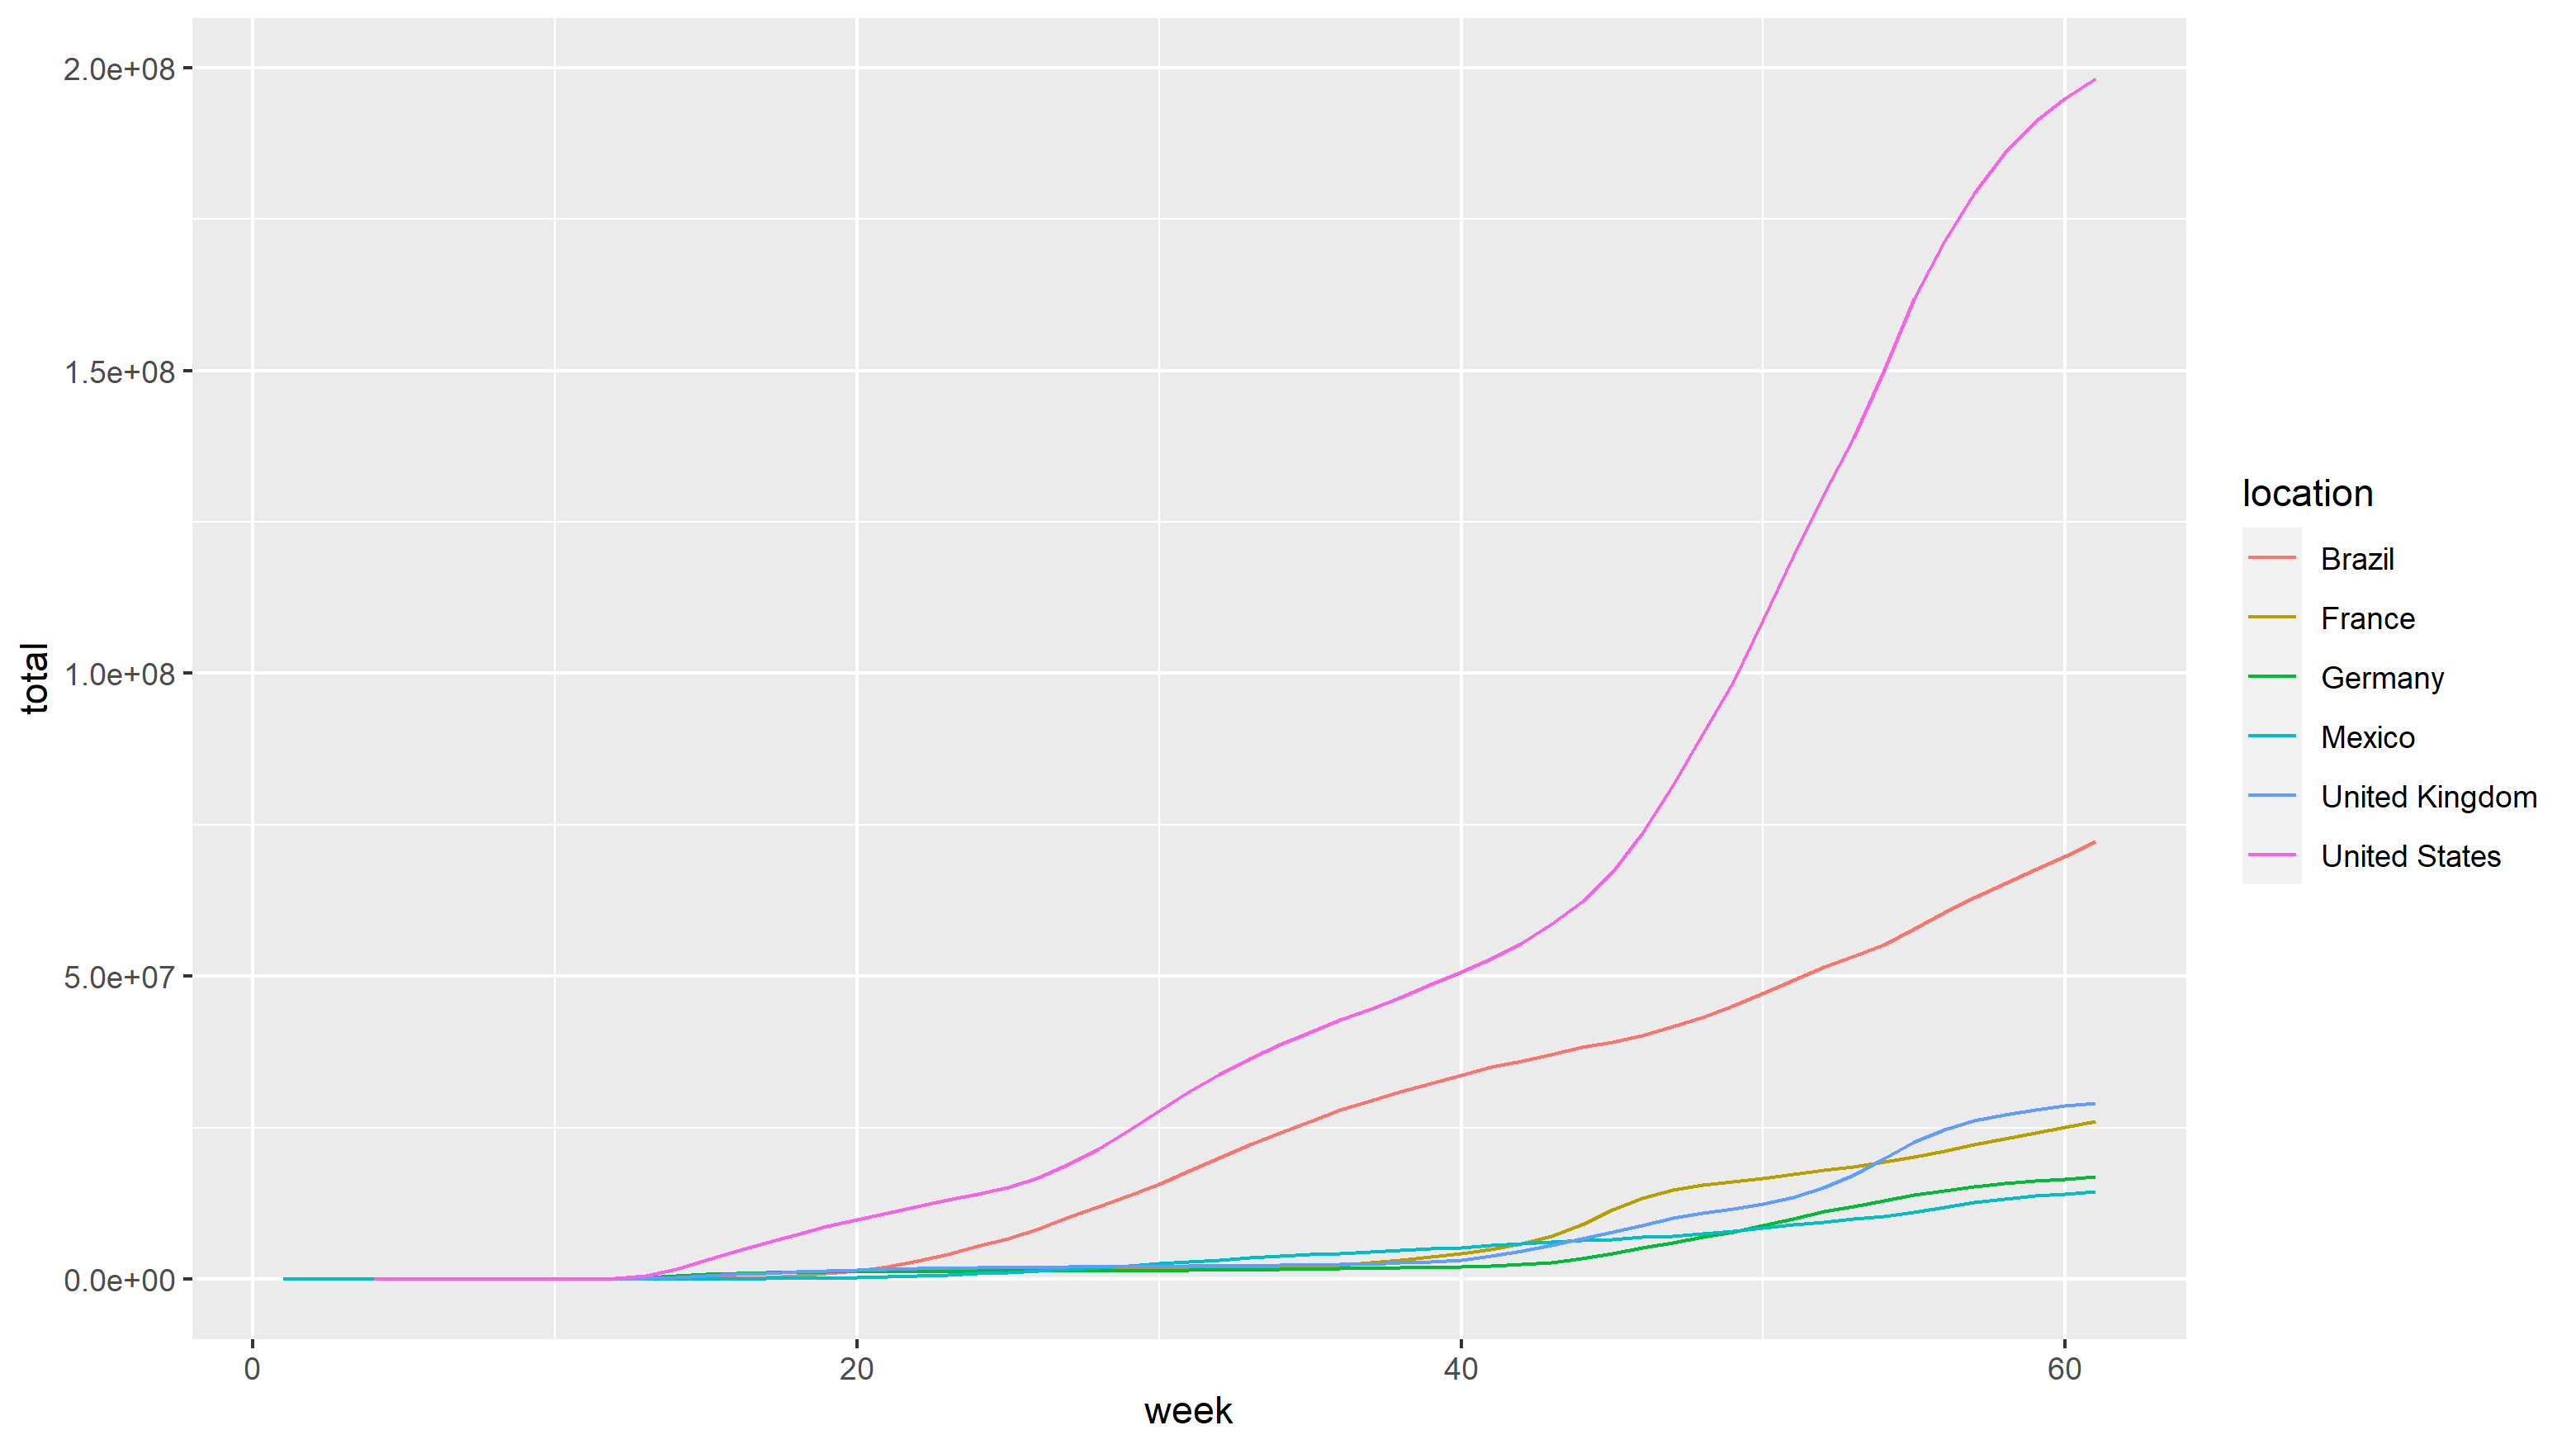 2.0e+08
1.5e+08
1.0e+08
5.0e+07
0.0e+00
total
0
20
40
60
week
location
Brazil
France
Germany
Mexico
United Kingdom
United States